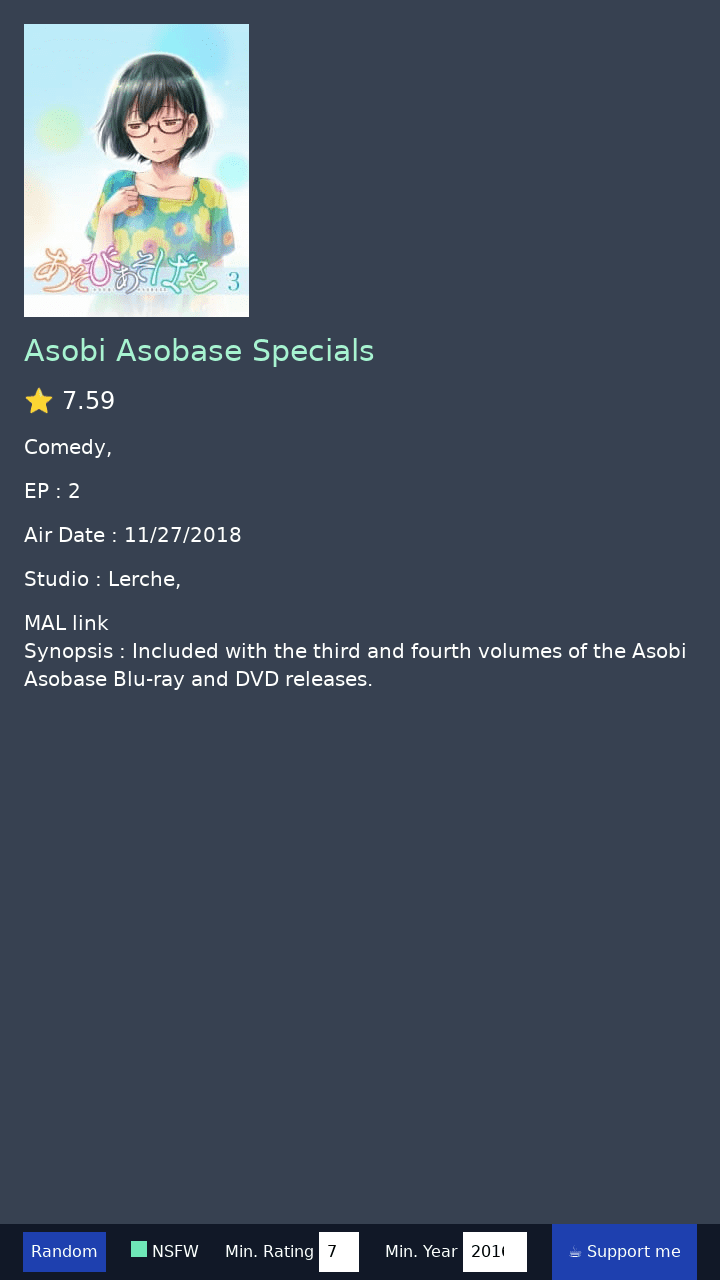 あそびあそばせ 3
Asobi Asobase Specials
⭐ 7.59
Comedy,
EP : 2
Air Date : 11/27/2018
Studio : Lerche,
MAL link
Synopsis : Included with the third and fourth volumes of the Asobi
Asobase Blu-ray and DVD releases.
Random NSFW Min. Rating 7 Min. Year ☕ Support me